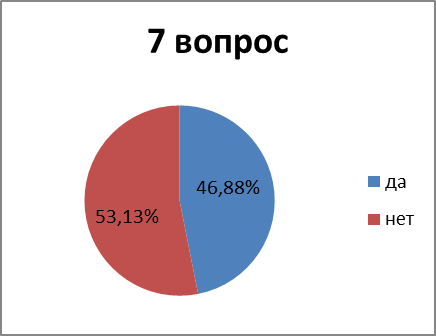 7 вопрос
46,88%
53,13%
да
нет